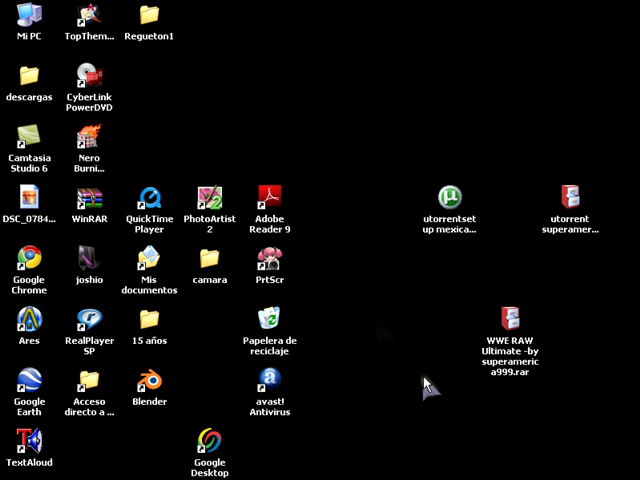 Mi PC
TopThem...
Regueton1
descargas
CyberLink
PowerDVD
Camtasia
Studio 6
Nero
Burni...
DSC_0784...
WinRAR
QuickTime
Player
PhotoArtist
2
Adobe
Reader 9
utorrentset
up mexica...
utorrent
superamer...
Google
Chrome
joshio
Mis
documentos
camara
PrtScr
Ares
RealPlayer
SP
15 años
Papelera de
reciclaje
WWE RAW
Ultimate -by
superameric
a999.rar
Google
Earth
Acceso
directo a ...
Blender
avast!
Antivirus
TextAloud
Google
Desktop